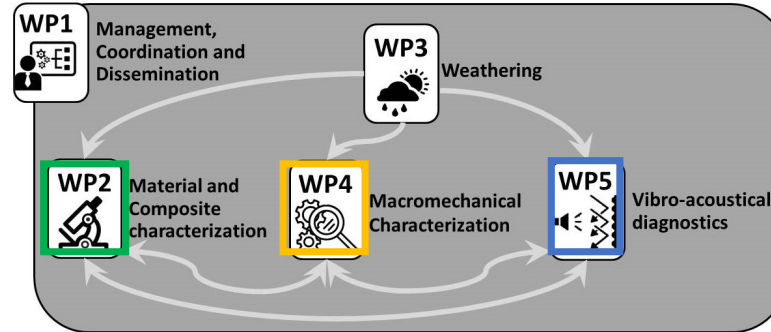 WP1
Management,
Coordination and
Dissemination
WP3
Weathering
WP2
Material and
Composite
characterization
WP4
Macromechanical
Characterization
WP5
Vibro-acoustical
diagnostics